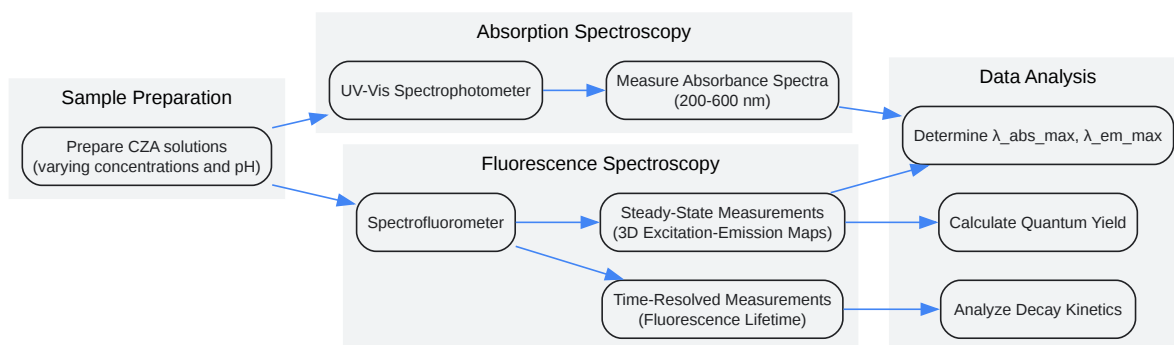 Sample Preparation
Prepare CZA solutions
(varying concentrations and pH)
Absorption Spectroscopy
UV-Vis Spectrophotometer
Measure Absorbance Spectra
(200-600 nm)
Fluorescence Spectroscopy
Spectrofluorometer
Steady-State Measurements
(3D Excitation-Emission Maps)
Time-Resolved Measurements
(Fluorescence Lifetime)
Data Analysis
Determine λ_abs_max, λ_em_max
Calculate Quantum Yield
Analyze Decay Kinetics